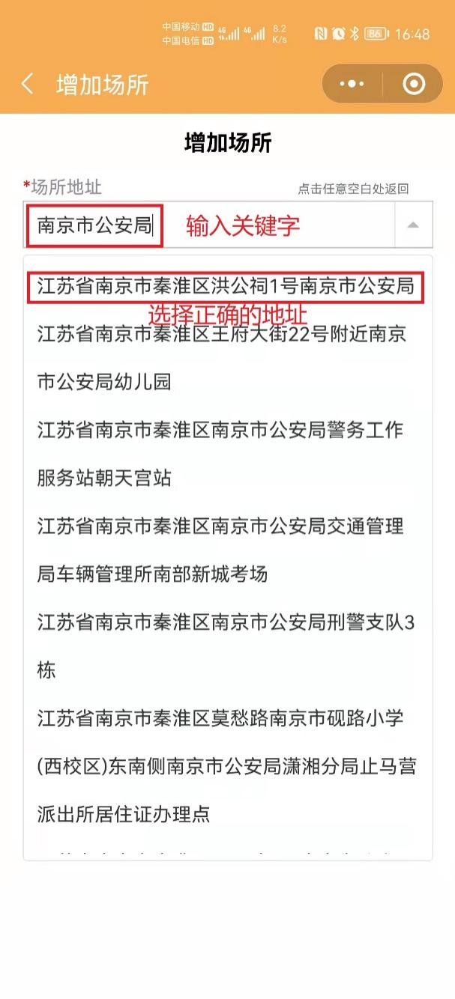 中国移动 HD 4G 4G 8.2 K/s 86 16:48
中国电信 HD
增加场所
增加场所
*场所地址 点击任意空白处返回
南京市公安局 输入关键字
江苏省南京市秦淮区洪公祠1号南京市公安局
选择正确的地址
江苏省南京市秦淮区王府大街22号附近南京
市公安局幼儿园
江苏省南京市秦淮区南京市公安局警务工作
服务站朝天宫站
江苏省南京市秦淮区南京市公安局交通管理
局车辆管理所南部新城考场
江苏省南京市秦淮区南京市公安局刑警支队3
栋
江苏省南京市秦淮区莫愁路南京市砚路小学
(西校区)东南侧南京市公安局潇湘分局止马营
派出所居住证办理点